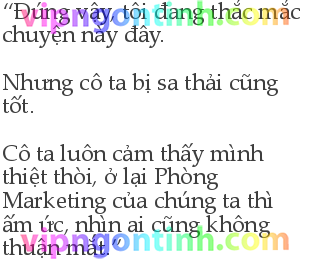 “Đúng vậy, tôi đang thắc mắc
chuyện này đây.
Nhưng cô ta bị sa thải cũng
tốt.
Cô ta luôn cảm thấy mình
thiệt thòi, ở lại Phòng
Marketing của chúng ta thì
ấm ức, nhìn ai cũng không
thuận mắt.”
vipngontinh.com
vipngontinh.com